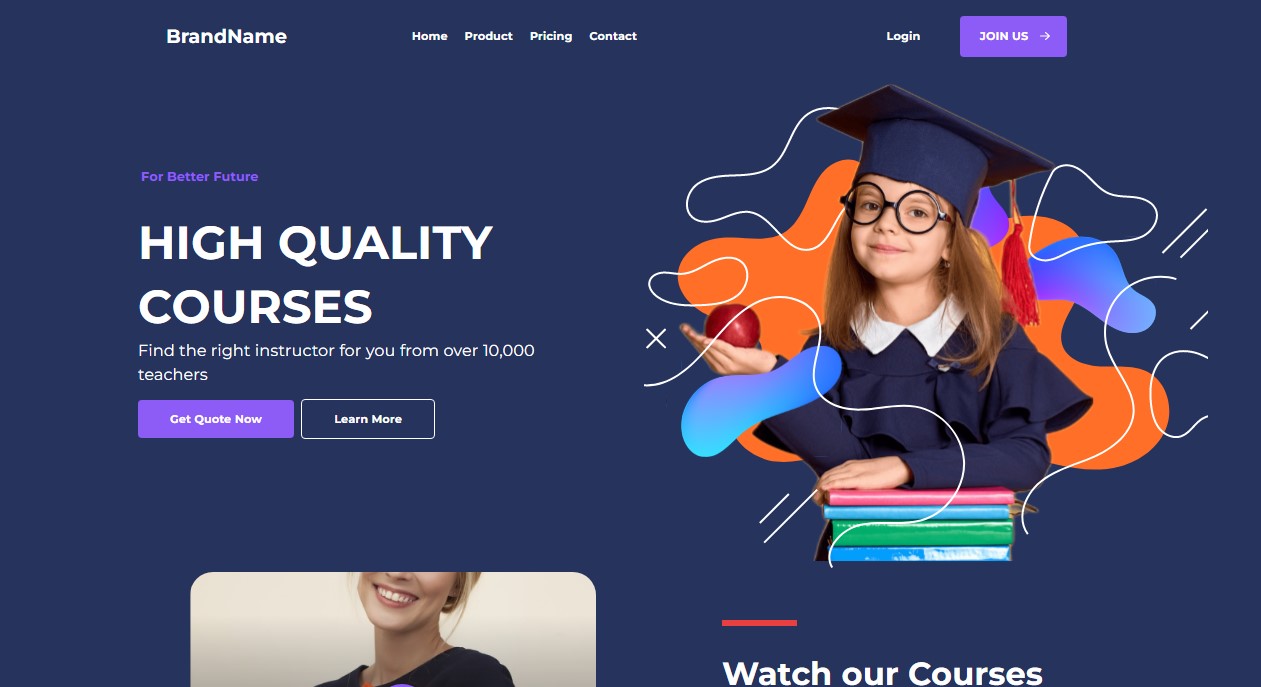 BrandName
Home Product Pricing Contact
Login
JOIN US
For Better Future
HIGH QUALITY
COURSES
Find the right instructor for you from over 10,000
teachers
Get Quote Now
Learn More
Watch our Courses